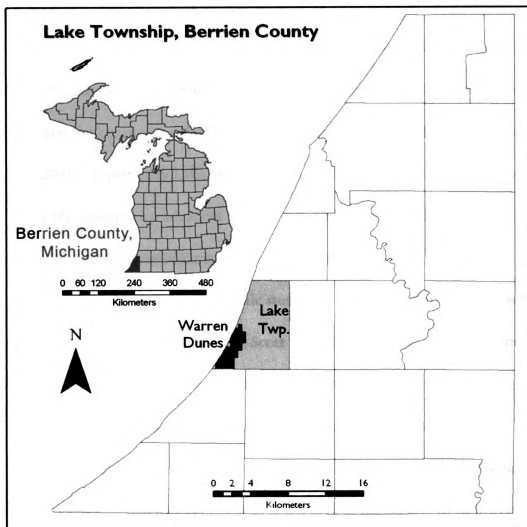 Lake Township, Berrien County
Berrien County,
Michigan
0 60 120 240 360 480
Kilometers
Lake
Twp.
Warren
Dunes
N
0 2 4 8 12 16
Kilometers